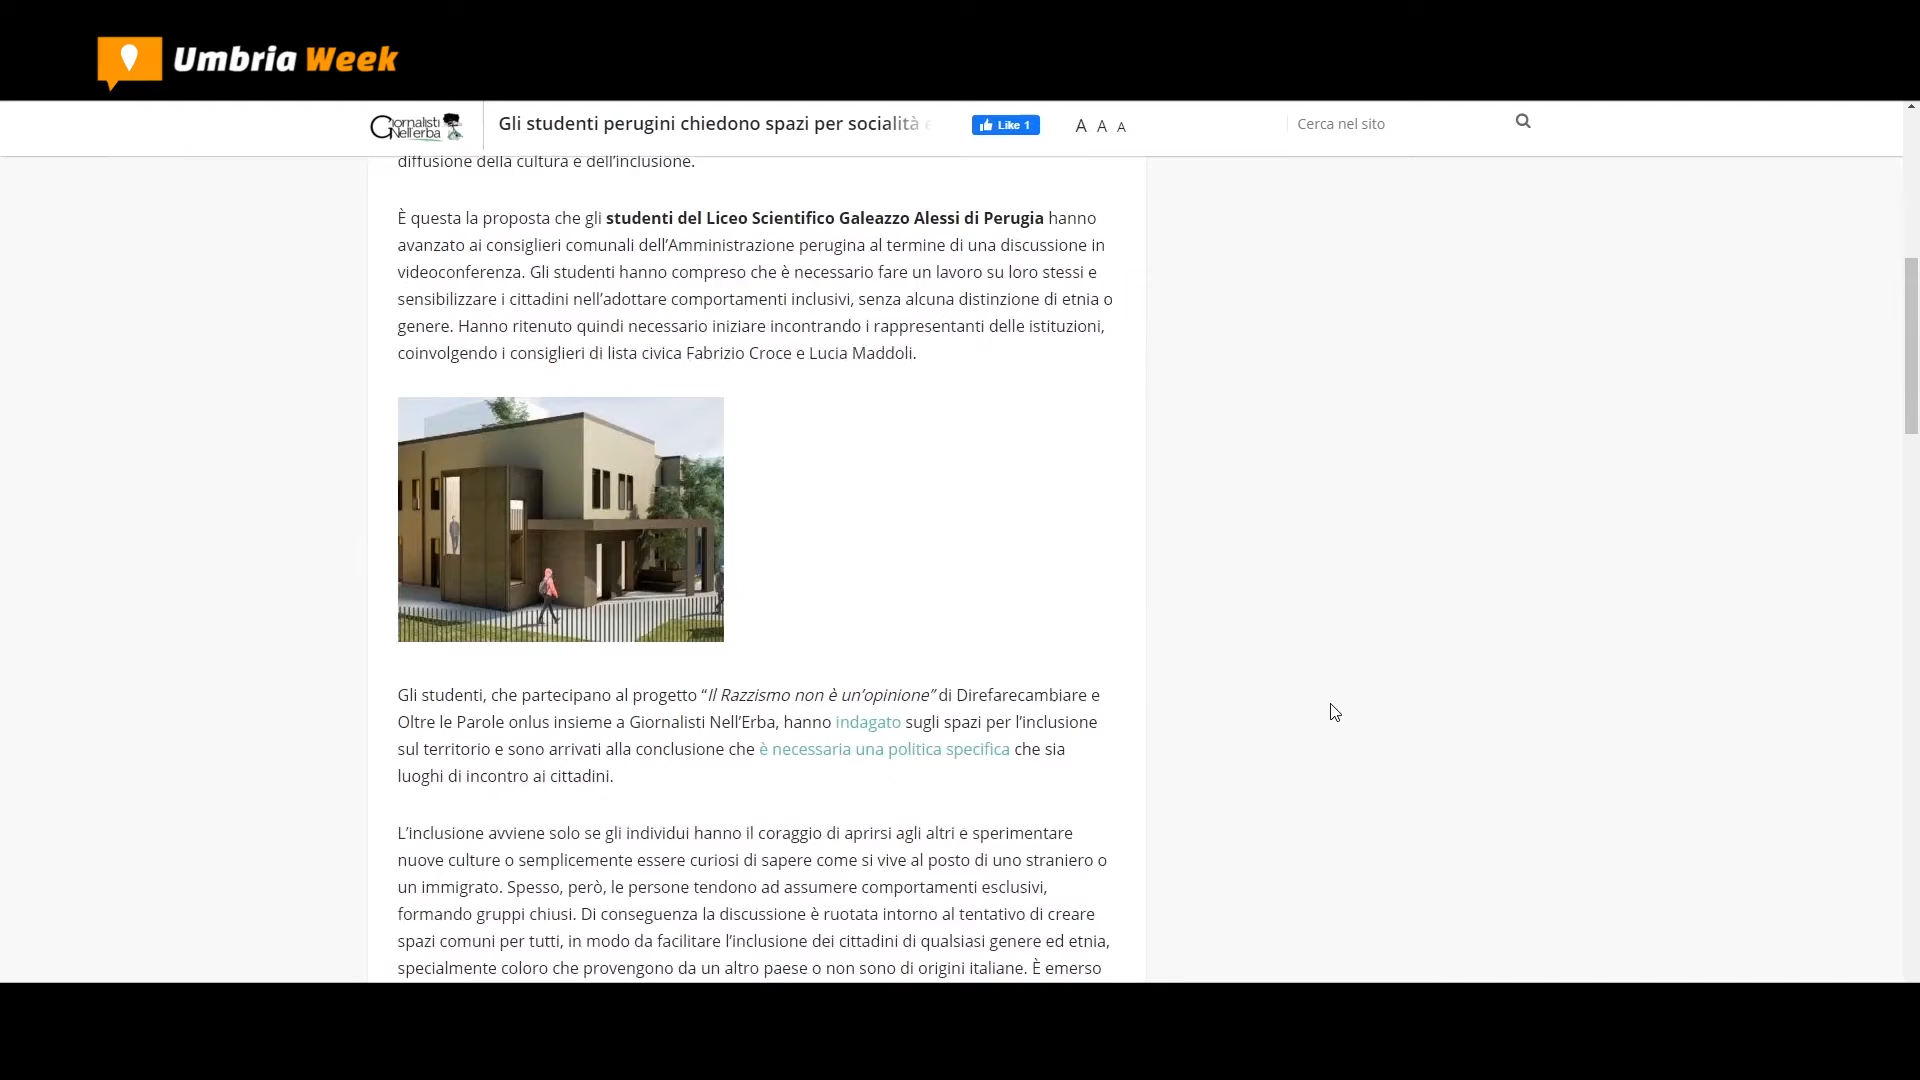 Umbria Week
Giornalisti
Nell'erba
Gli studenti perugini chiedono spazi per socialità e
Like 1
A A A
Cerca nel sito
diffusione della cultura e dell’inclusione.
È questa la proposta che gli studenti del Liceo Scientifico Galeazzo Alessi di Perugia hanno
avanzato ai consiglieri comunali dell’Amministrazione perugina al termine di una discussione in
videoconferenza. Gli studenti hanno compreso che è necessario fare un lavoro su loro stessi e
sensibilizzare i cittadini nell’adottare comportamenti inclusivi, senza alcuna distinzione di etnia o
genere. Hanno ritenuto quindi necessario iniziare incontrando i rappresentanti delle istituzioni,
coinvolgendo i consiglieri di lista civica Fabrizio Croce e Lucia Maddoli.
Gli studenti, che partecipano al progetto “Il Razzismo non è un’opinione” di Direfarecambiare e
Oltre le Parole onlus insieme a Giornalisti Nell’Erba, hanno indagato sugli spazi per l’inclusione
sul territorio e sono arrivati alla conclusione che è necessaria una politica specifica che sia
luoghi di incontro ai cittadini.
L’inclusione avviene solo se gli individui hanno il coraggio di aprirsi agli altri e sperimentare
nuove culture o semplicemente essere curiosi di sapere come si vive al posto di uno straniero o
un immigrato. Spesso, però, le persone tendono ad assumere comportamenti esclusivi,
formando gruppi chiusi. Di conseguenza la discussione è ruotata intorno al tentativo di creare
spazi comuni per tutti, in modo da facilitare l’inclusione dei cittadini di qualsiasi genere ed etnia,
specialmente coloro che provengono da un altro paese o non sono di origini italiane. È emerso